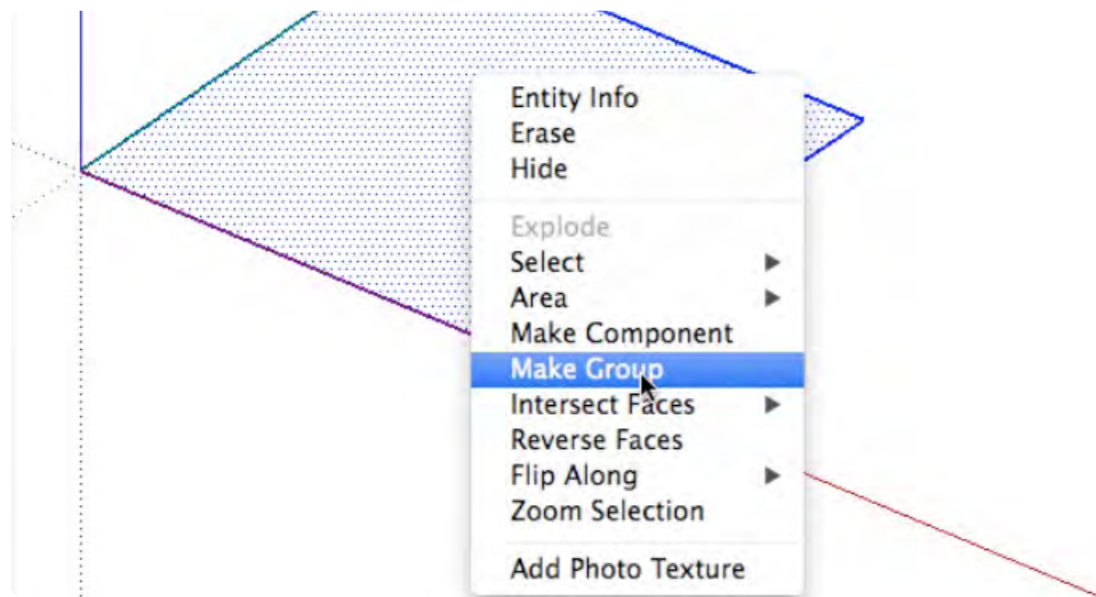 Entity Info
Erase
Hide
Explode
Select
Area
Make Component
Make Group
Intersect Faces
Reverse Faces
Flip Along
Zoom Selection
Add Photo Texture